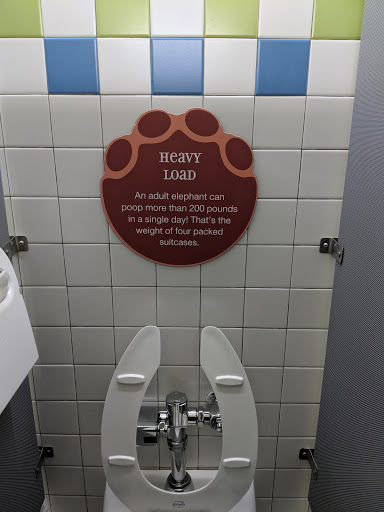 HEAVY
LOAD
An adult elephant can
poop more than 200 pounds
in a single day! That's the
weight of four packed
suitcases.